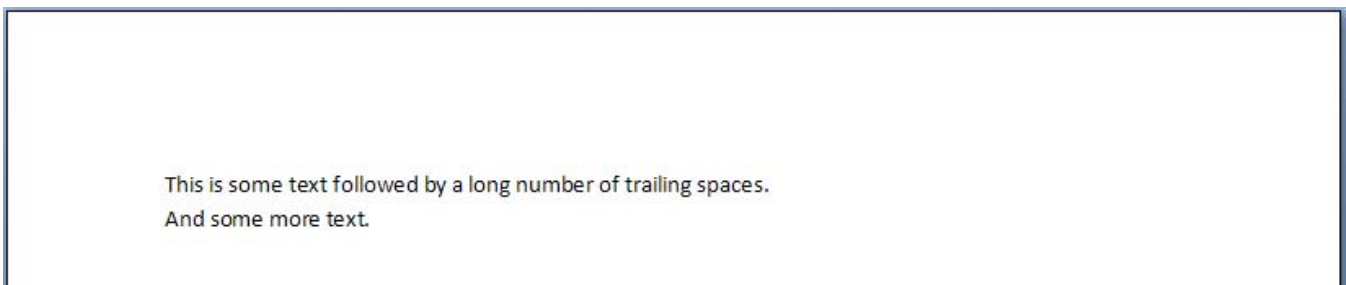 This is some text followed by a long number of trailing spaces.
And some more text.